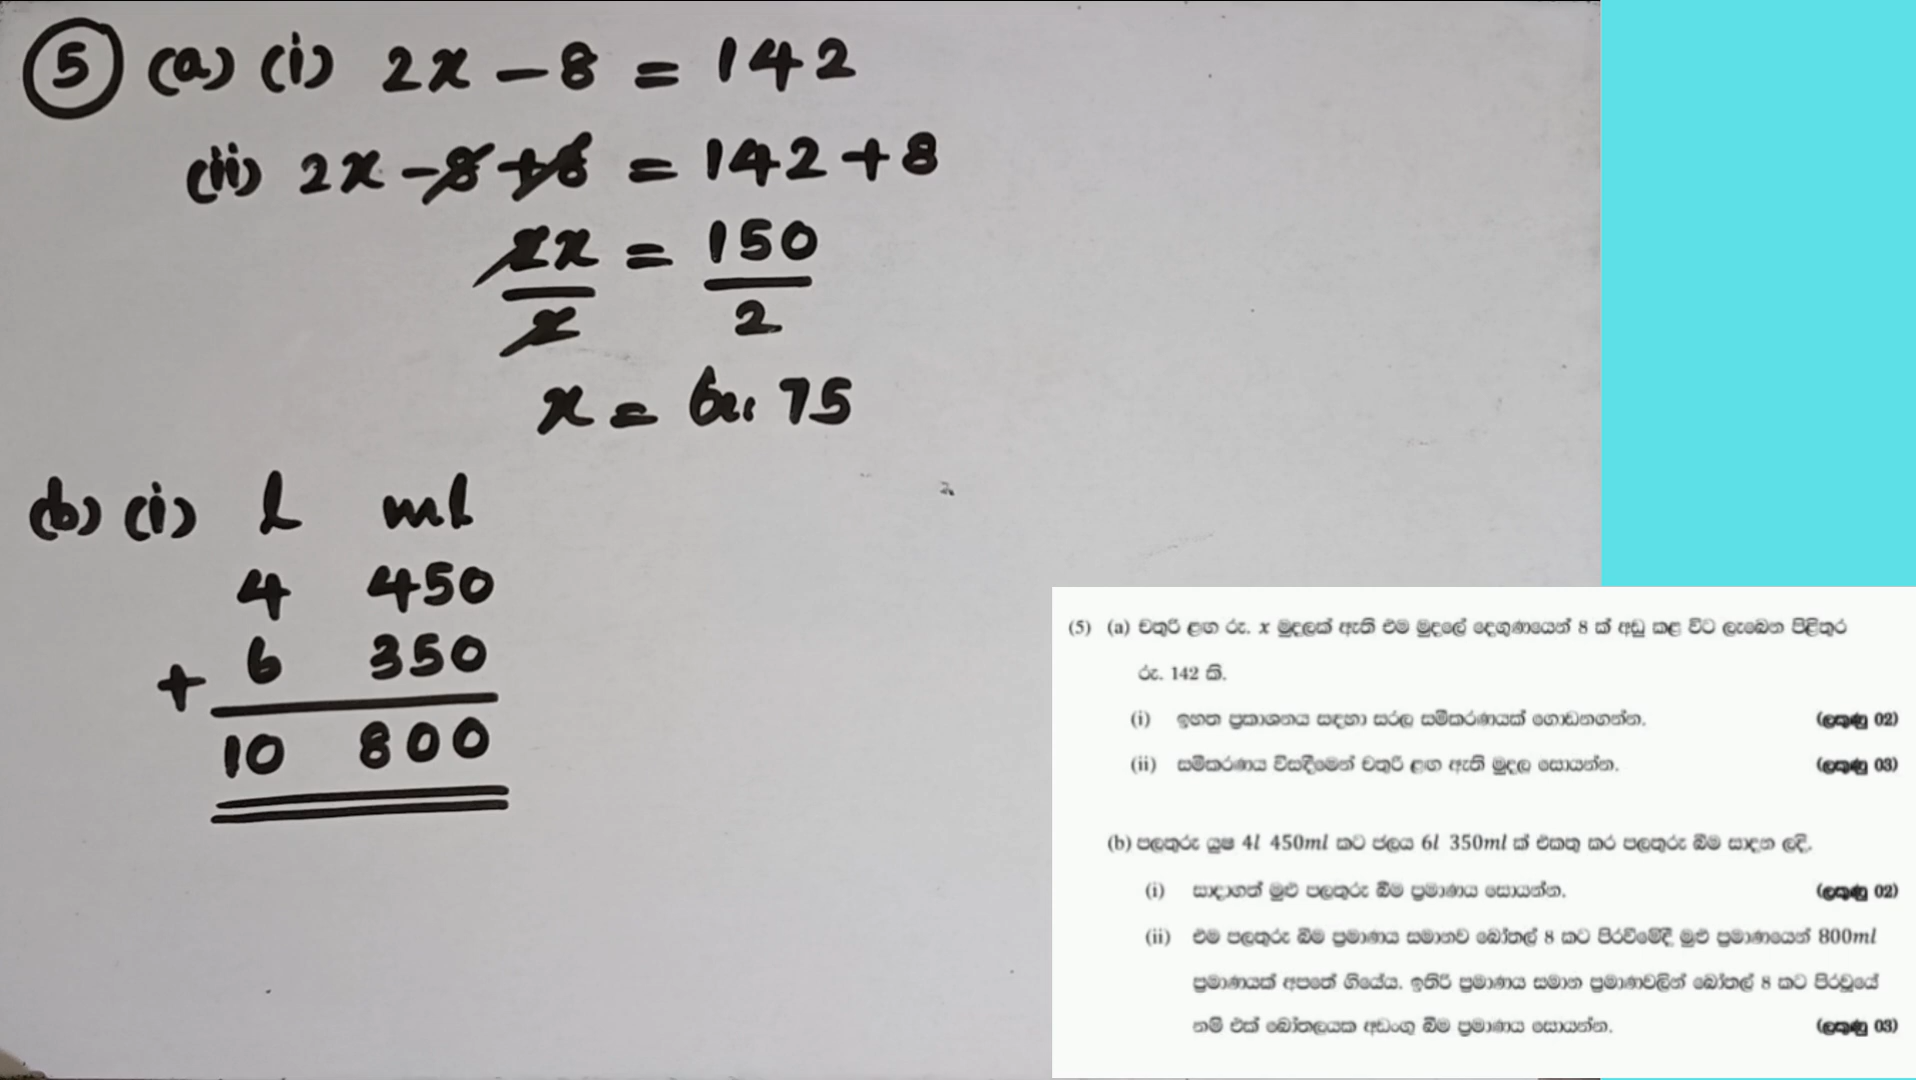 5 (a) (i) 2x - 8 = 142
(ii) 2x - 8 + 8 = 142 + 8
2x = 150
2 2
x = රු. 75
(b) (i) l ml
4 450
+ 6 350
10 800
(5) (a) චතුරි ළඟ රු. x මුදලක් ඇති එම මුදලේ දෙගුණයෙන් 8 ක් අඩු කළ විට ලැබෙන පිළිතුර
රු. 142 කි.
(i) ඉහත ප්‍රකාශනය සඳහා සරල සමීකරණයක් ගොඩනගන්න. (ලකුණු 02)
(ii) සමීකරණය විසඳීමෙන් චතුරි ළඟ ඇති මුදල සොයන්න. (ලකුණු 03)
(b) පලතුරු යුෂ 4l 450ml කට ජලය 6l 350ml ක් එකතු කර පලතුරු බීම සාදන ලදි.
(i) සාදාගත් මුළු පලතුරු බීම ප්‍රමාණය සොයන්න. (ලකුණු 02)
(ii) එම පලතුරු බීම ප්‍රමාණය සමානව බෝතල් 8 කට පිරවීමේදී මුළු ප්‍රමාණයෙන් 800ml
ප්‍රමාණයක් අපතේ ගියේය. ඉතිරි ප්‍රමාණය සමාන ප්‍රමාණවලින් බෝතල් 8 කට පිරවූයේ
නම් එක් බෝතලයක අඩංගු බීම ප්‍රමාණය සොයන්න. (ලකුණු 03)